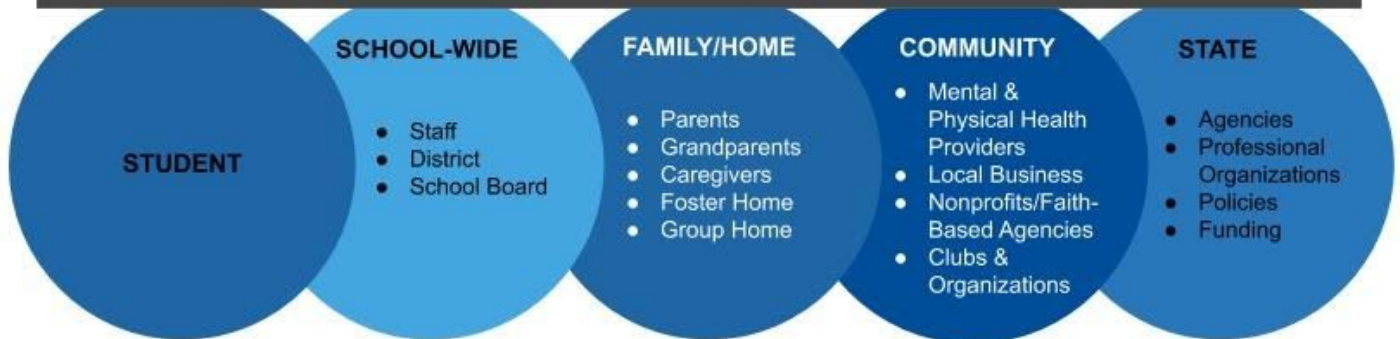 STUDENT
SCHOOL-WIDE
● Staff
● District
● School Board
FAMILY/HOME
● Parents
● Grandparents
● Caregivers
● Foster Home
● Group Home
COMMUNITY
● Mental &
Physical Health
Providers
● Local Business
● Nonprofits/Faith-
Based Agencies
● Clubs &
Organizations
STATE
● Agencies
● Professional
Organizations
● Policies
● Funding